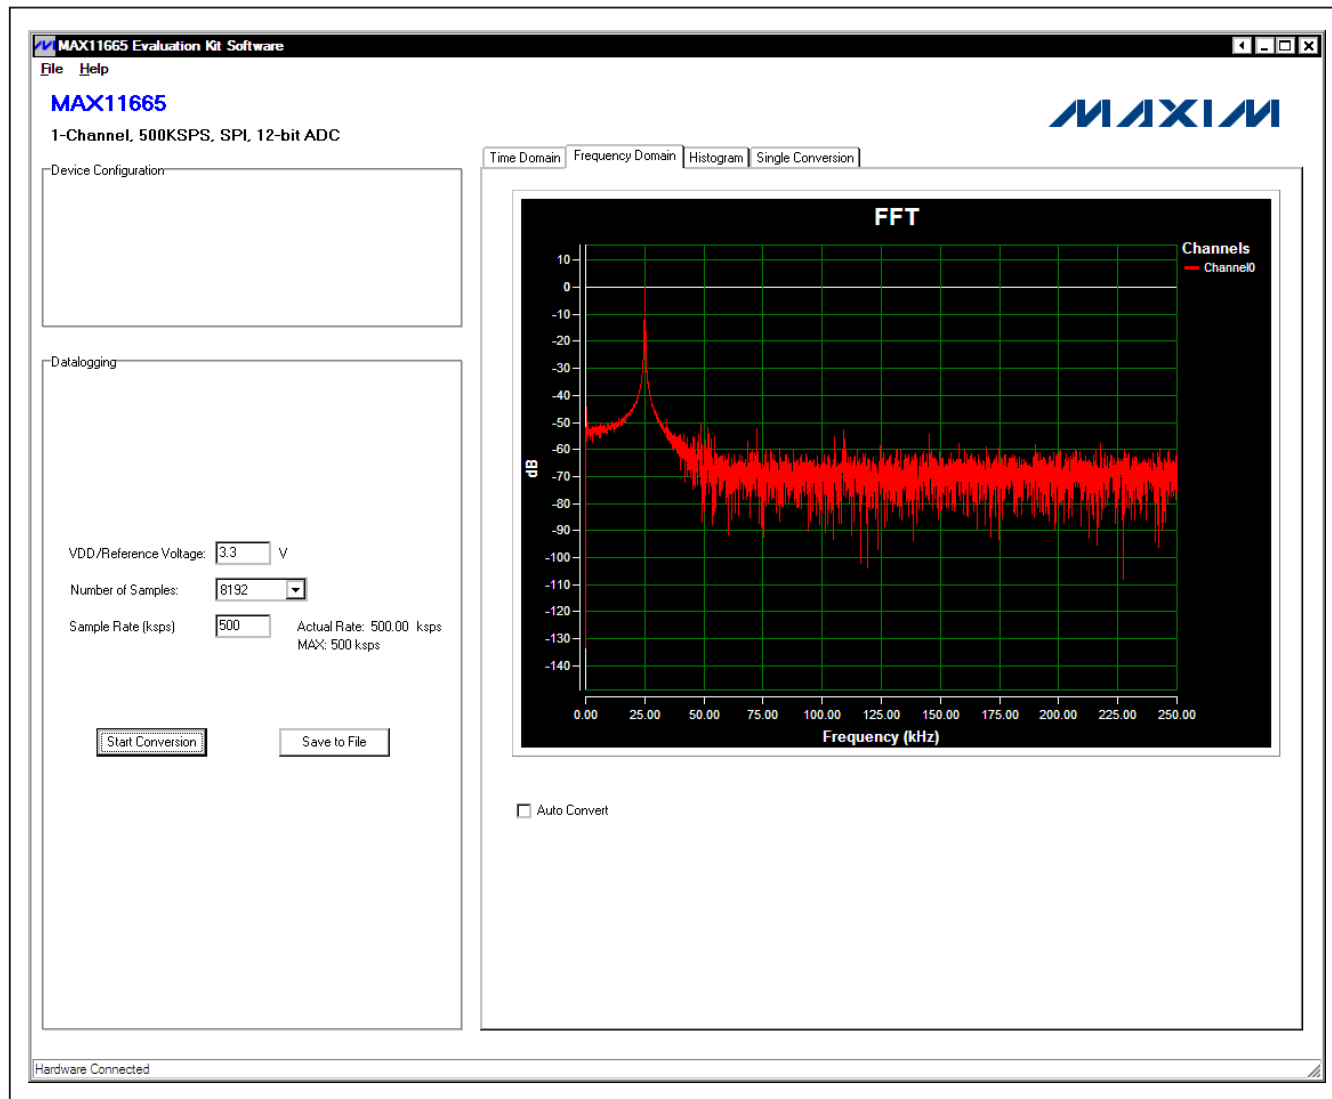 MAX11665 Evaluation Kit Software
File Help
MAX11665
1-Channel, 500KSPS, SPI, 12-bit ADC
MAXIM
Device Configuration
Datalogging
VDD/Reference Voltage: 3.3 V
Number of Samples: 8192
Sample Rate (ksps) 500 Actual Rate: 500.00 ksps
MAX: 500 ksps
Start Conversion Save to File
Time Domain Frequency Domain Histogram Single Conversion
FFT
Channels
Channel0
10
0
-10
-20
-30
-40
-50
-60
-70
-80
-90
-100
-110
-120
-130
-140
dB
0.00 25.00 50.00 75.00 100.00 125.00 150.00 175.00 200.00 225.00 250.00
Frequency (kHz)
Auto Convert
Hardware Connected